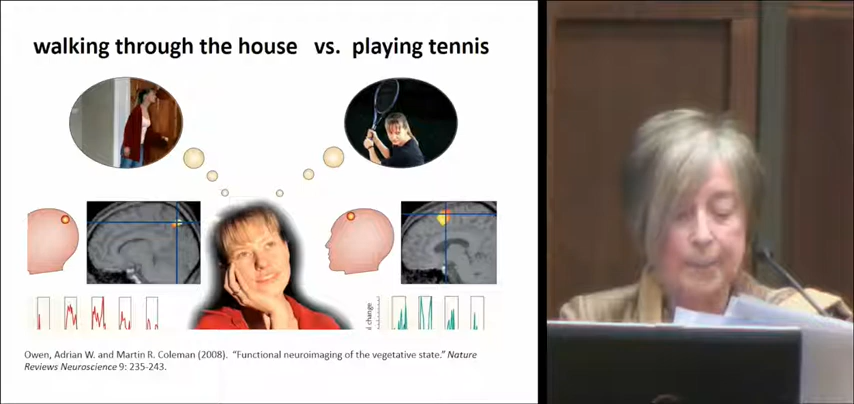 walking through the house vs. playing tennis
l change
Owen, Adrian W. and Martin R. Coleman (2008). "Functional neuroimaging of the vegetative state." Nature
Reviews Neuroscience 9: 235-243.